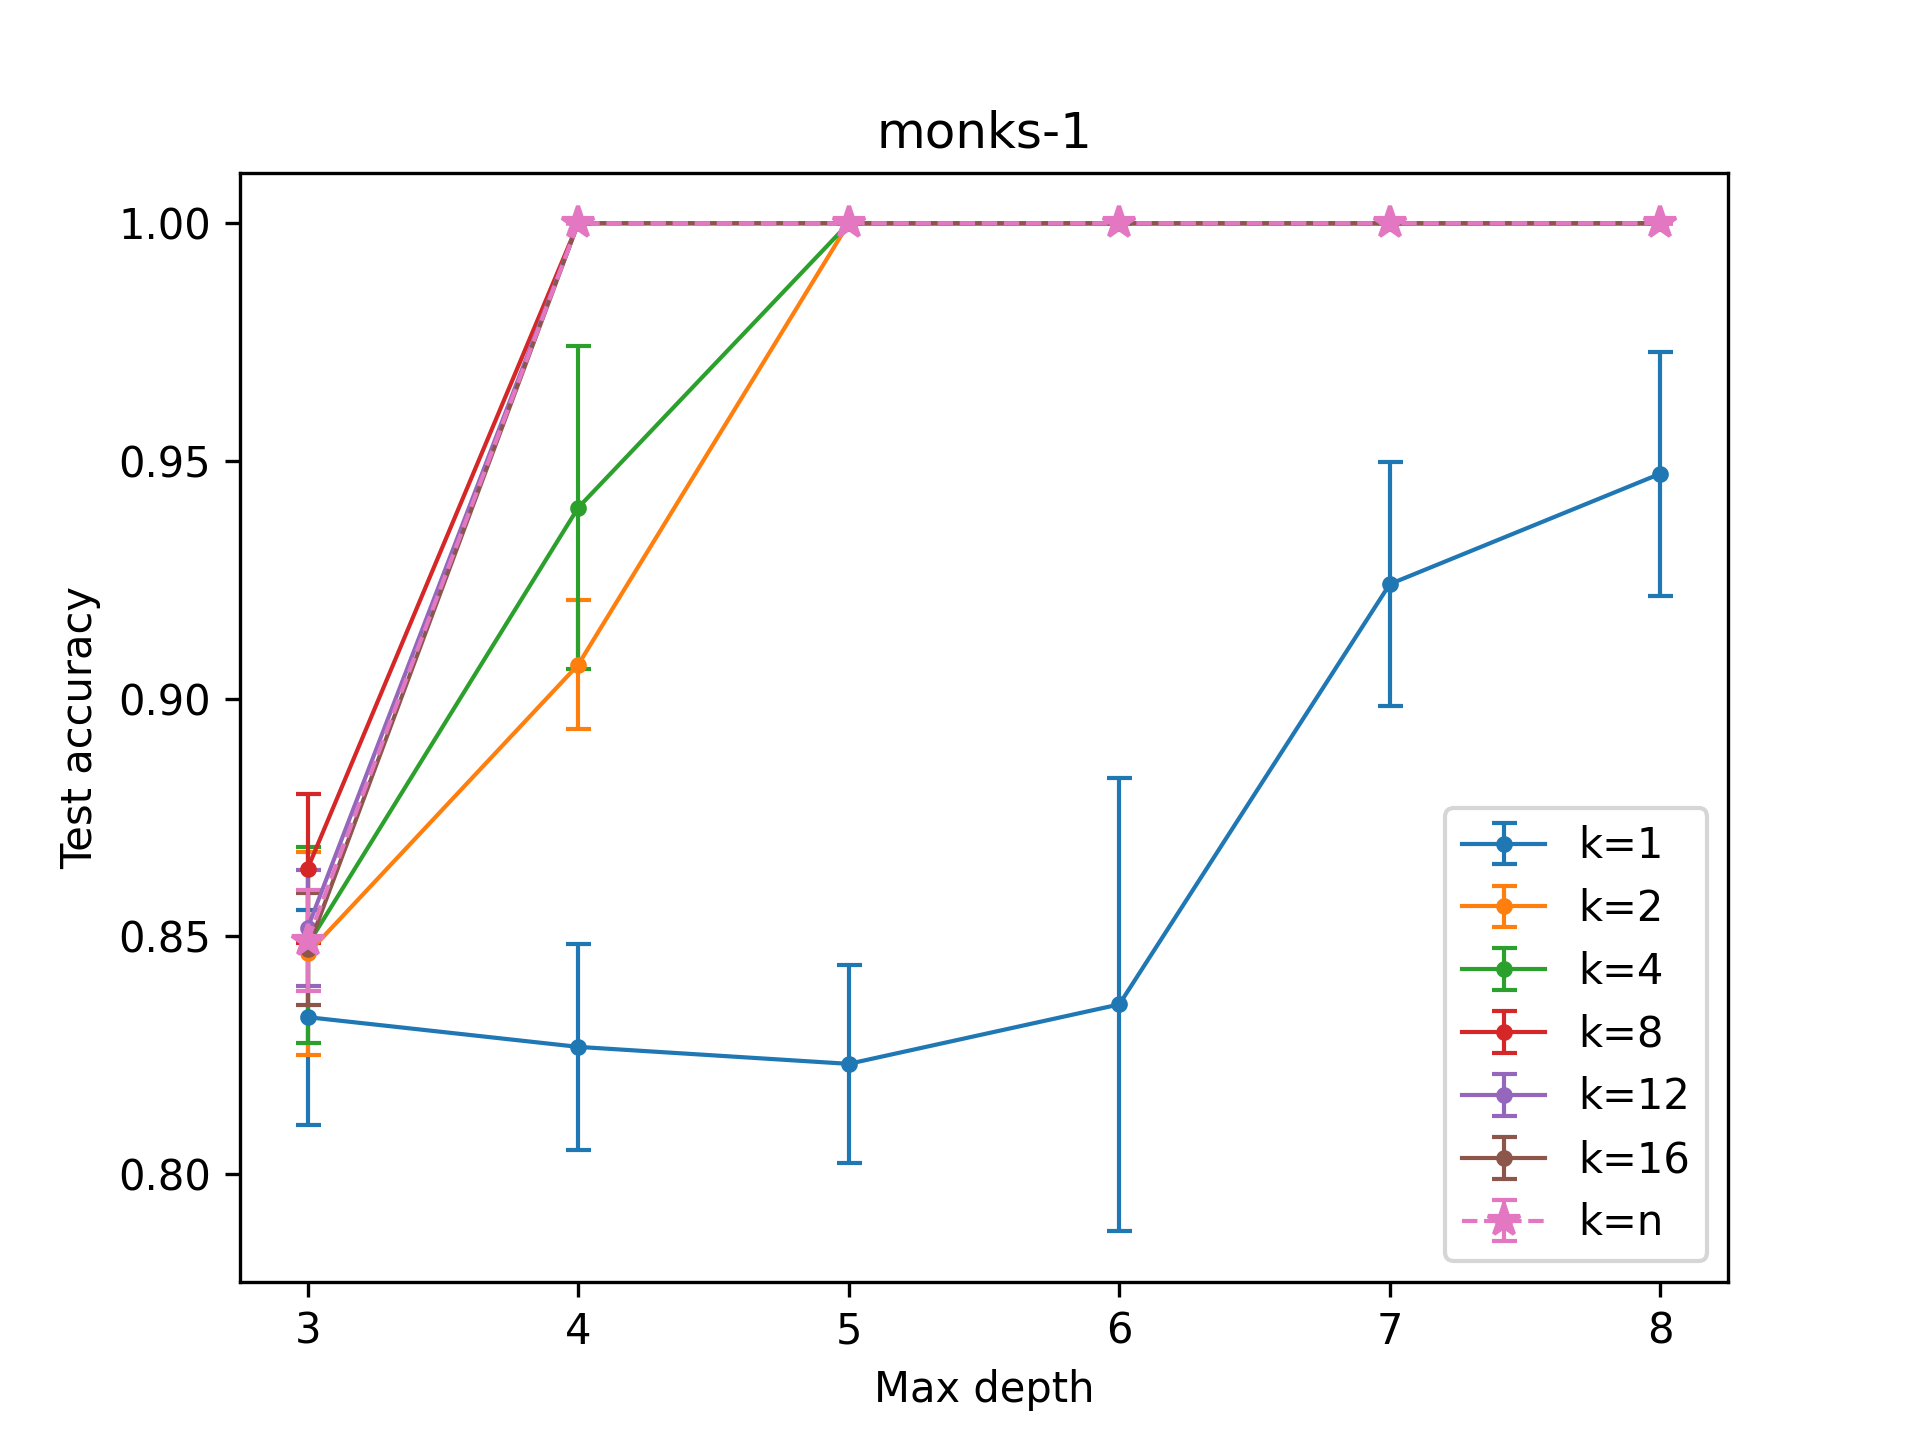 monks-1
1.00
0.95
0.90
0.85
0.80
Test accuracy
3 4 5 6 7 8
Max depth
k=1
k=2
k=4
k=8
k=12
k=16
k=n